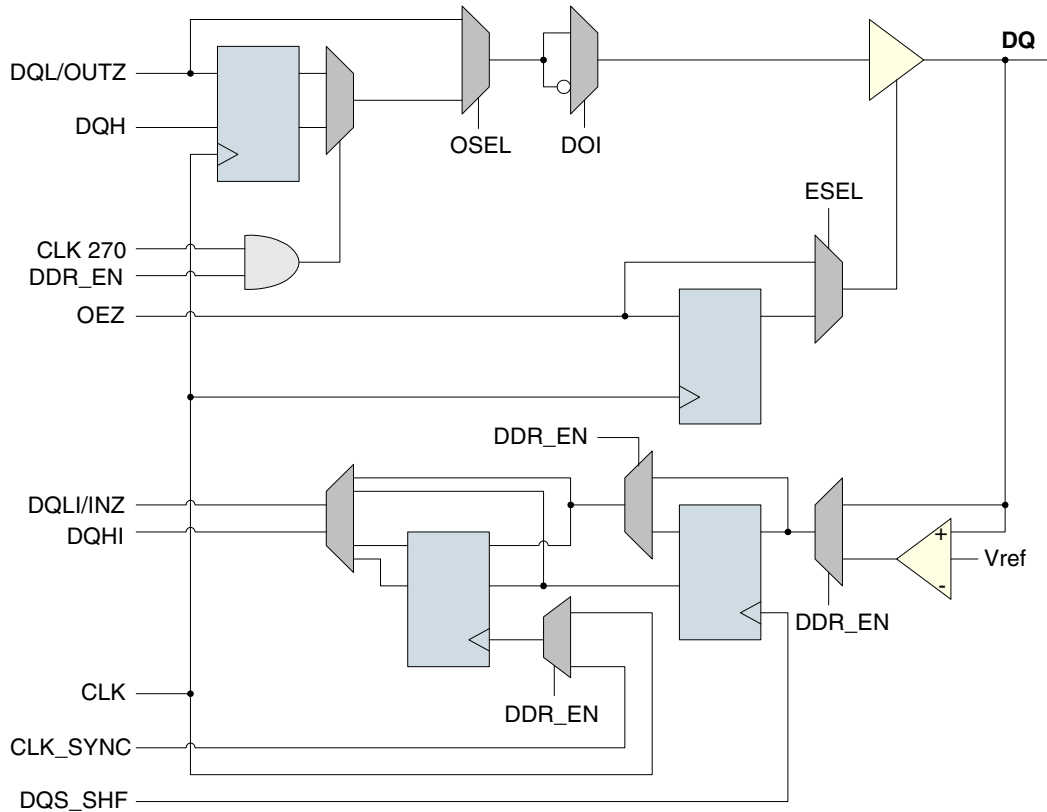 DQ
DQL/OUTZ
DQH
OSEL
DOI
ESEL
CLK 270
DDR_EN
OEZ
DDR_EN
DQLI/INZ
DQHI
+
Vref
-
DDR_EN
CLK
DDR_EN
CLK_SYNC
DQS_SHF